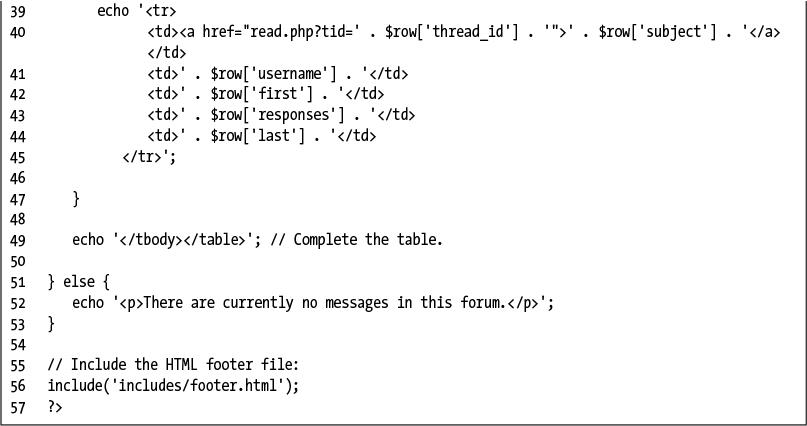 39 echo '<tr>
40 <td><a href="read.php?tid=' . $row['thread_id'] . '">' . $row['subject'] . '</a>
</td>
41 <td>' . $row['username'] . '</td>
42 <td>' . $row['first'] . '</td>
43 <td>' . $row['responses'] . '</td>
44 <td>' . $row['last'] . '</td>
45 </tr>';
46
47 }
48
49 echo '</tbody></table>'; // Complete the table.
50
51 } else {
52 echo '<p>There are currently no messages in this forum.</p>';
53 }
54
55 // Include the HTML footer file:
56 include('includes/footer.html');
57 ?>